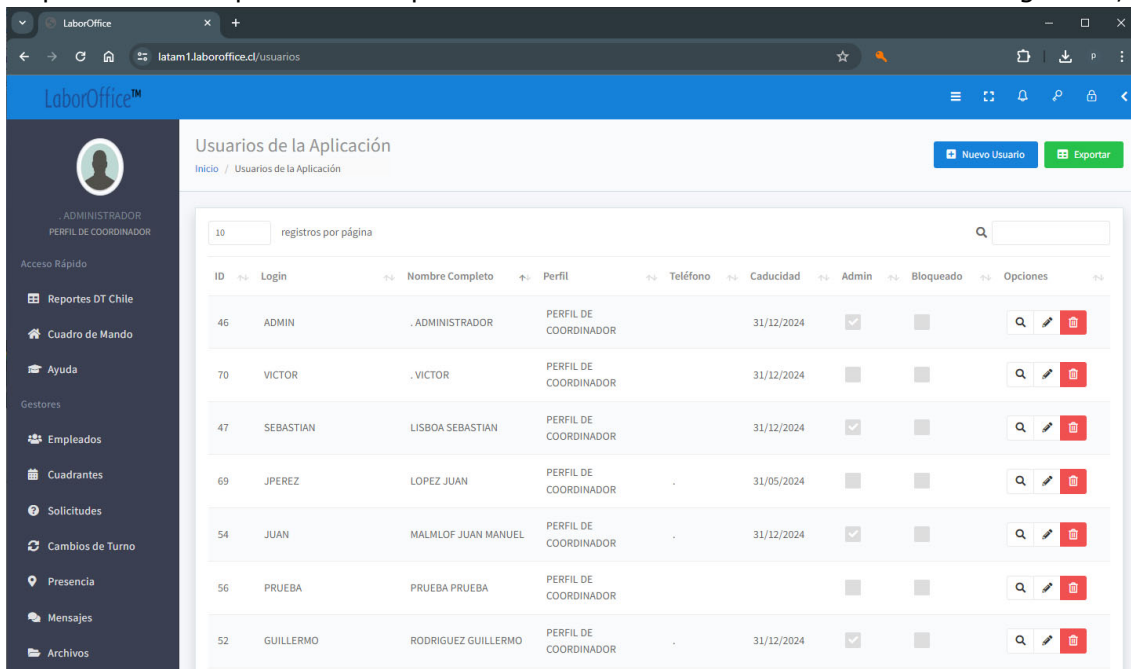 LaborOffice
latam1.laboroffice.cl/usuarios
p
LaborOffice™
Usuarios de la Aplicación
Inicio / Usuarios de la Aplicación
Nuevo Usuario
Exportar
. ADMINISTRADOR
PERFIL DE COORDINADOR
Acceso Rápido
Reportes DT Chile
Cuadro de Mando
Ayuda
Gestores
Empleados
Cuadrantes
Solicitudes
Cambios de Turno
Presencia
Mensajes
Archivos
10 registros por página
ID Login Nombre Completo Perfil Teléfono Caducidad Admin Bloqueado Opciones
46 ADMIN . ADMINISTRADOR PERFIL DE COORDINADOR 31/12/2024
70 VICTOR . VICTOR PERFIL DE COORDINADOR 31/12/2024
47 SEBASTIAN LISBOA SEBASTIAN PERFIL DE COORDINADOR 31/12/2024
69 JPEREZ LOPEZ JUAN PERFIL DE COORDINADOR . 31/05/2024
54 JUAN MALMLOF JUAN MANUEL PERFIL DE COORDINADOR . 31/12/2024
56 PRUEBA PRUEBA PRUEBA PERFIL DE COORDINADOR
52 GUILLERMO RODRIGUEZ GUILLERMO PERFIL DE COORDINADOR . 31/12/2024